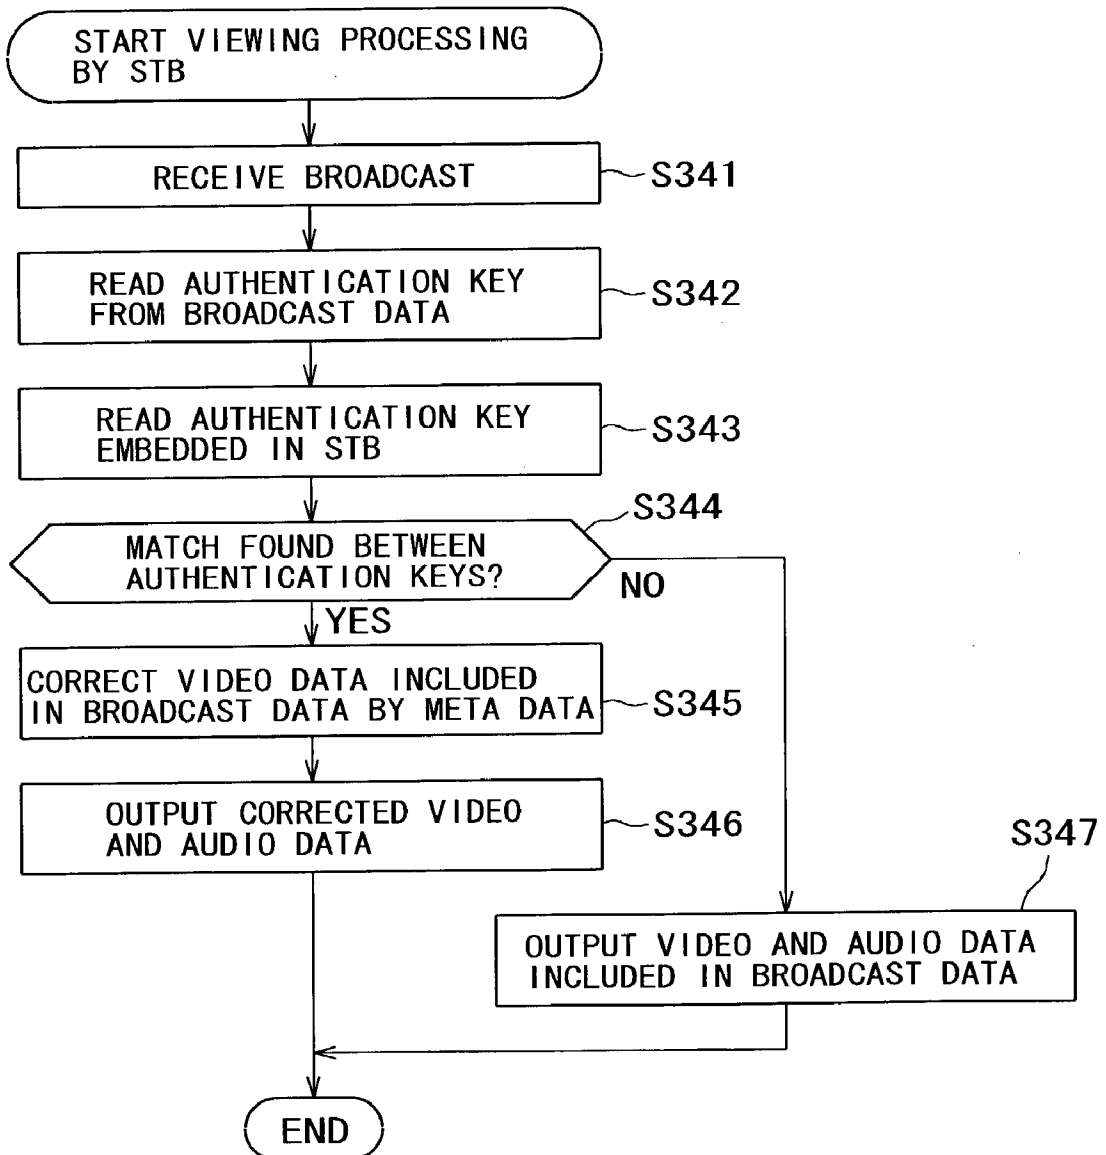 START VIEWING PROCESSING
BY STB
RECEIVE BROADCAST
S341
READ AUTHENTICATION KEY
FROM BROADCAST DATA
S342
READ AUTHENTICATION KEY
EMBEDDED IN STB
S343
S344
MATCH FOUND BETWEEN
AUTHENTICATION KEYS?
NO
YES
CORRECT VIDEO DATA INCLUDED
IN BROADCAST DATA BY META DATA
S345
OUTPUT CORRECTED VIDEO
AND AUDIO DATA
S346
S347
OUTPUT VIDEO AND AUDIO DATA
INCLUDED IN BROADCAST DATA
END